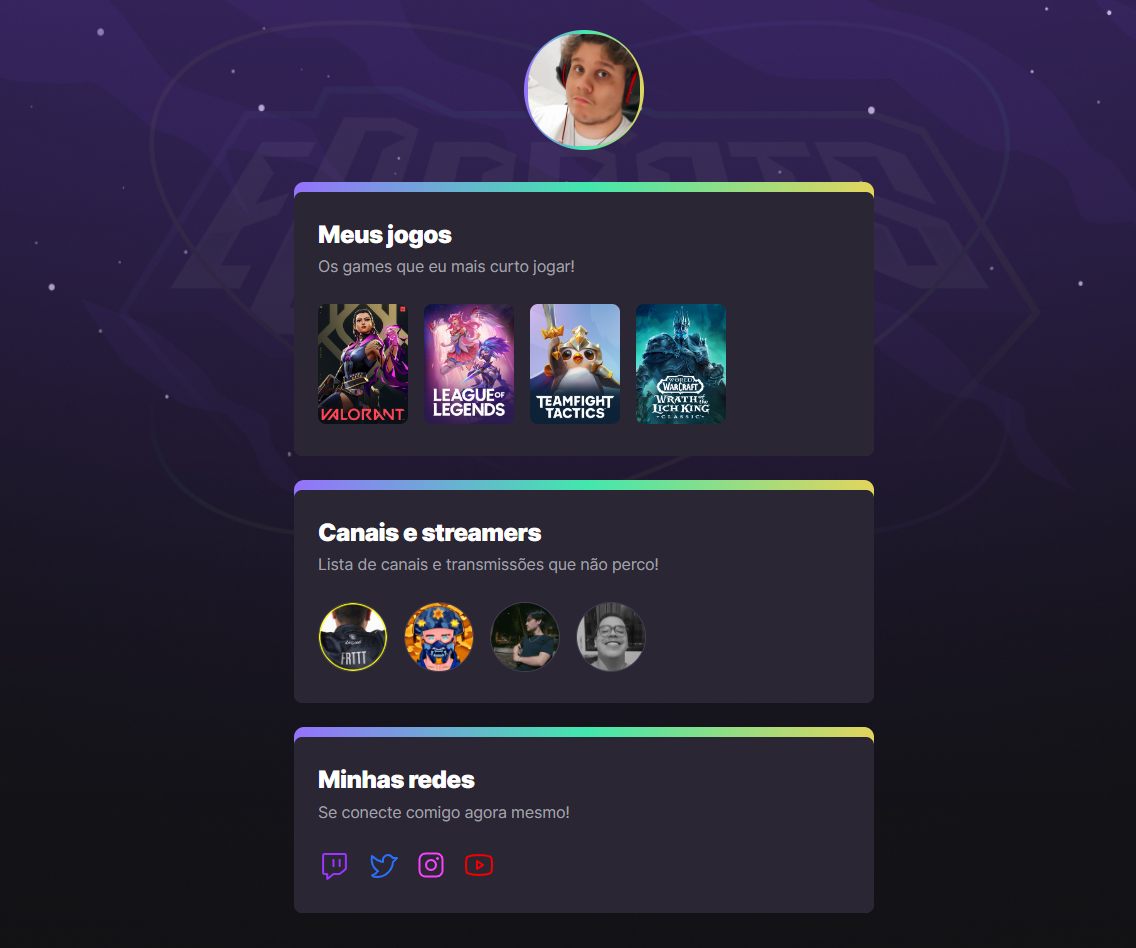 Meus jogos
Os games que eu mais curto jogar!
VALORANT
LEAGUE OF
LEGENDS
TEAMFIGHT
TACTICS
WORLD
WARCRAFT
WRATH of the
LICH KING
CLASSIC
Canais e streamers
Lista de canais e transmissões que não perco!
FRTTT
Minhas redes
Se conecte comigo agora mesmo!